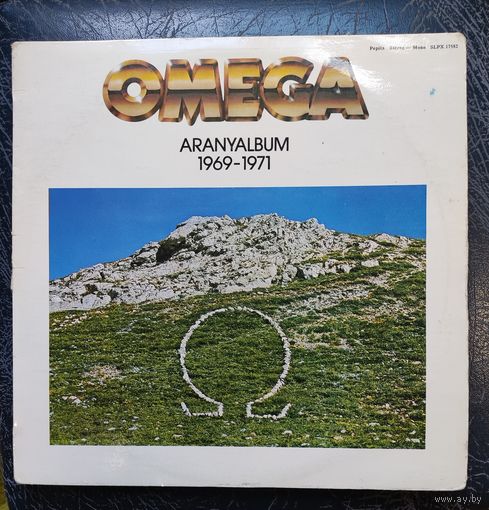 Pepita Stereo - Mono SLPX 17582
OMEGA
ARANYALBUM
1969-1971
www.ay.by